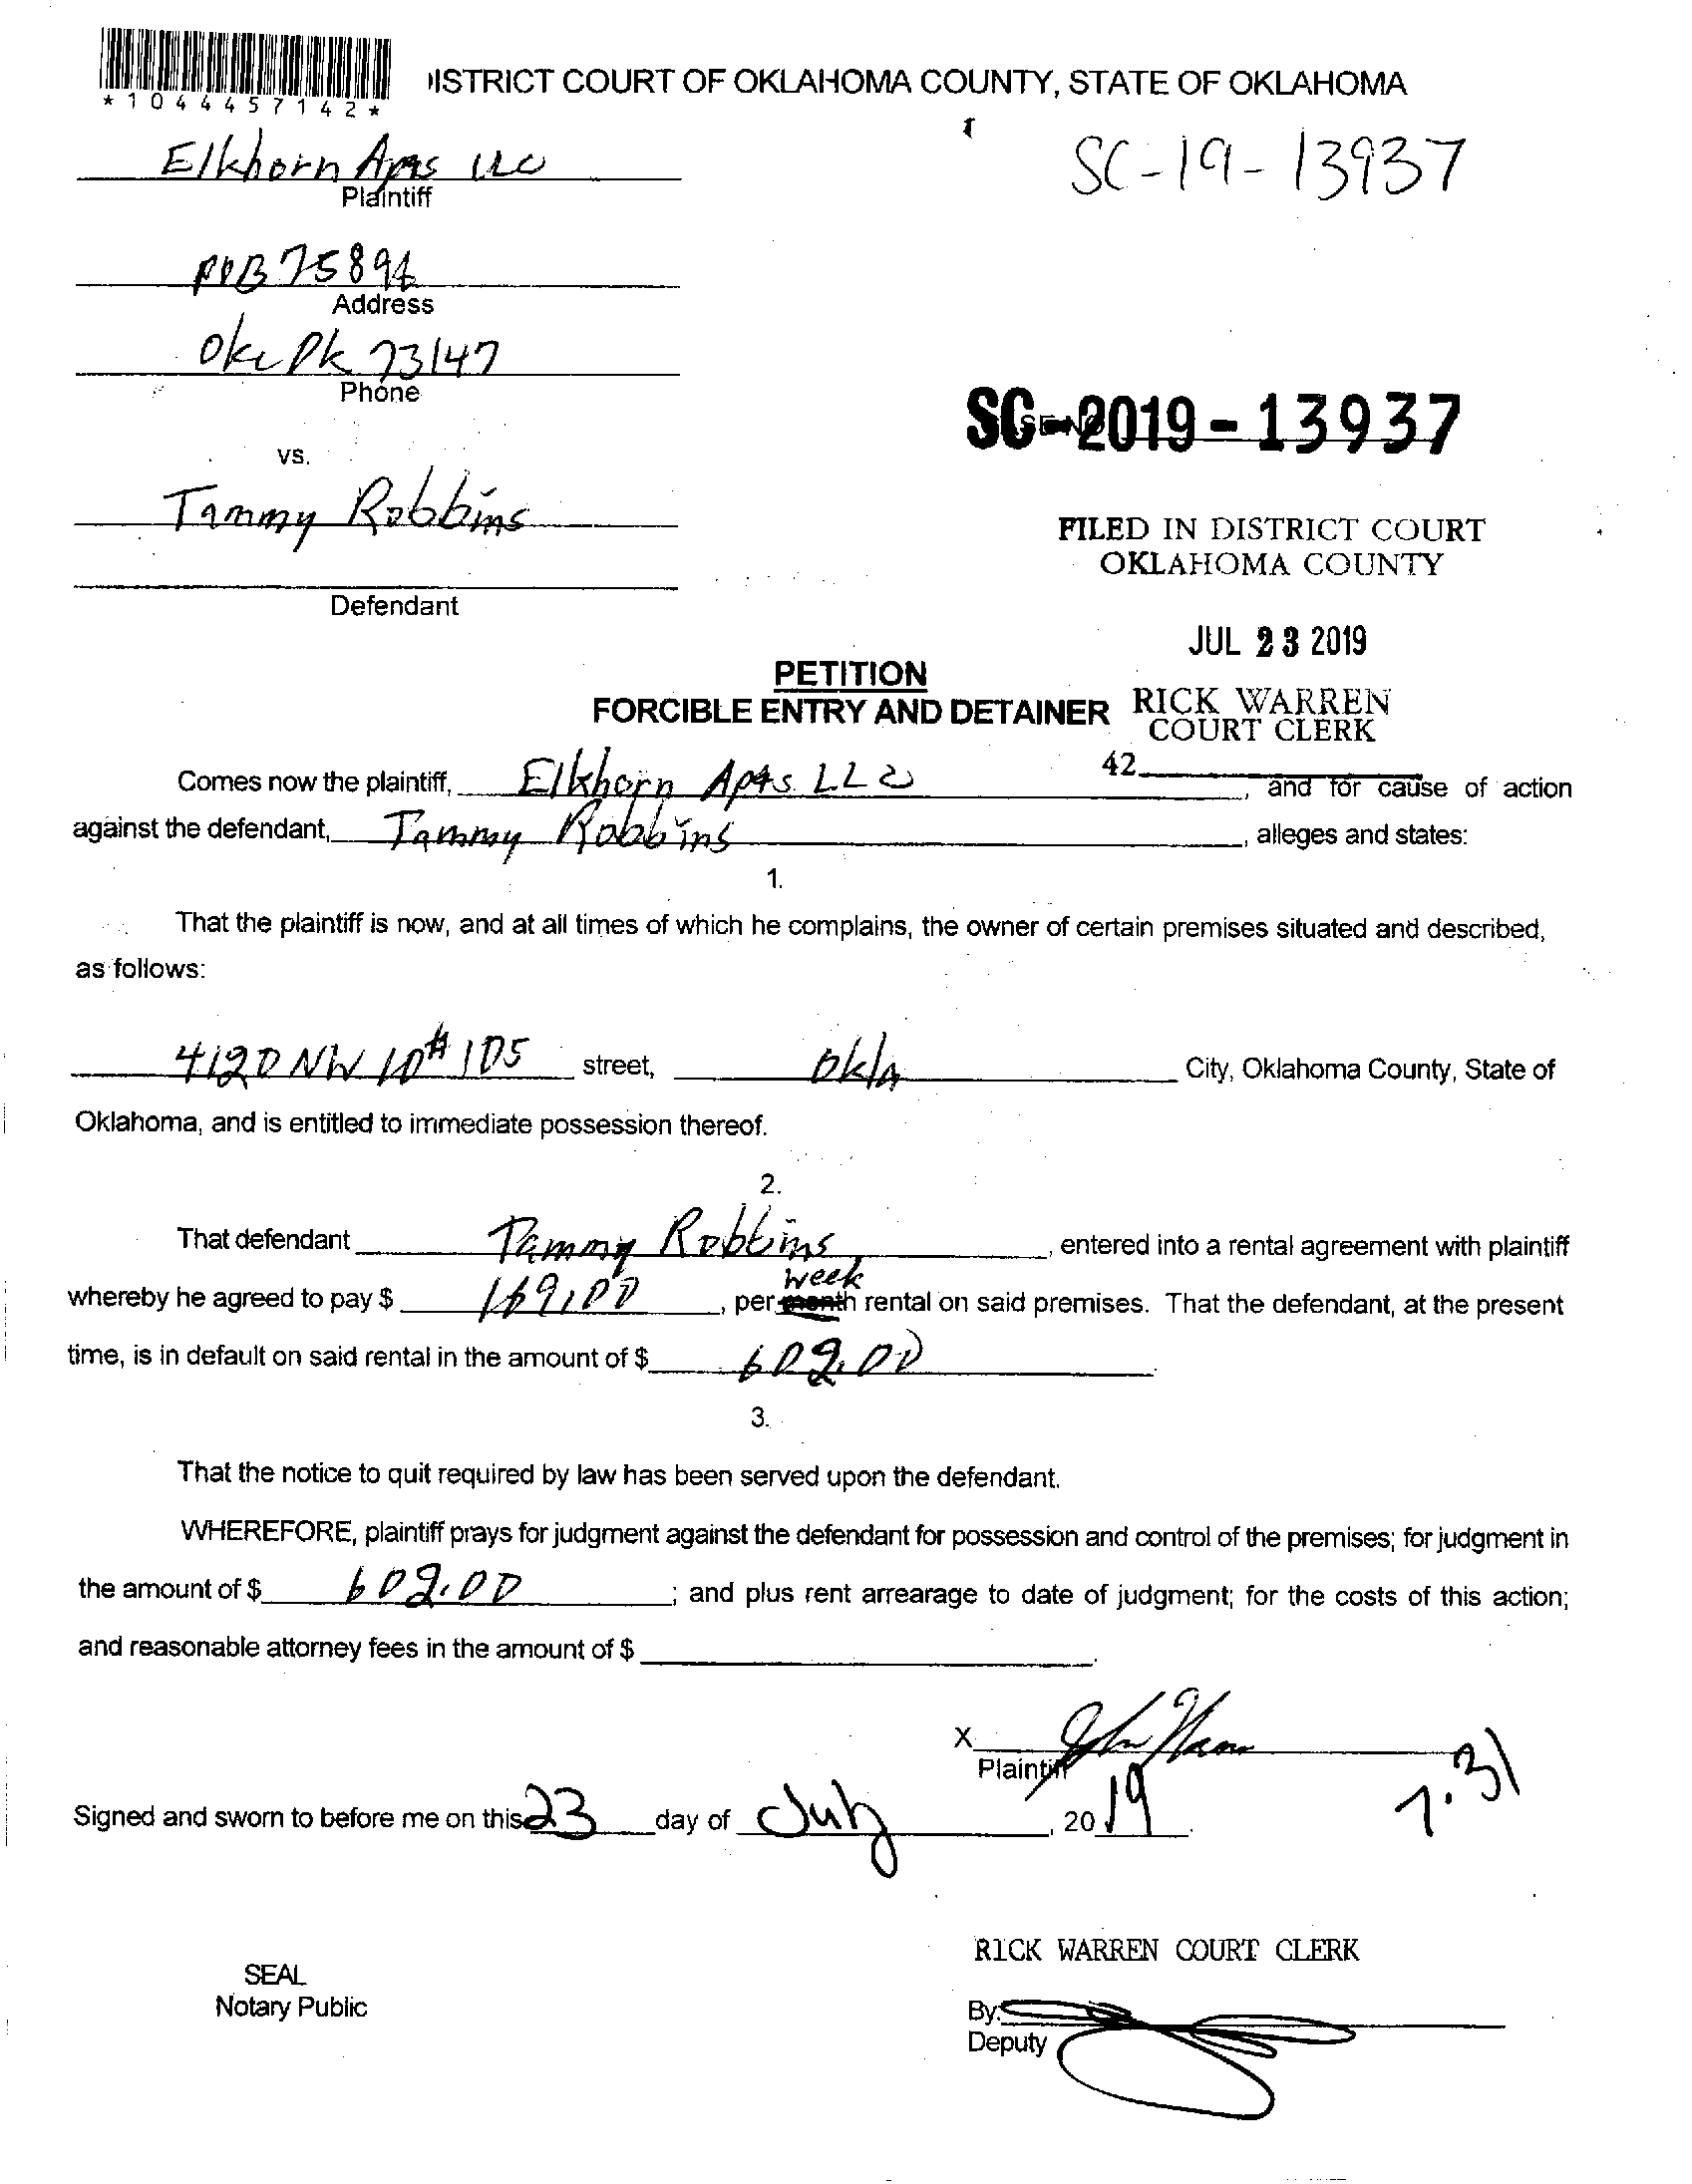 *1044457142*
ISTRICT COURT OF OKLAHOMA COUNTY, STATE OF OKLAHOMA
Elkhorn Apts LLC
Plaintiff
SC-19-13937
POB 75894
Address
Okc Ok 73147
Phone
SC-2019-13937
vs.
Tammy Robbins
FILED IN DISTRICT COURT
OKLAHOMA COUNTY
Defendant
JUL 23 2019
PETITION
FORCIBLE ENTRY AND DETAINER
RICK WARREN
COURT CLERK
42
Comes now the plaintiff, Elkhorn Apts LLC, and for cause of action
against the defendant, Tammy Robbins, alleges and states:
1.
That the plaintiff is now, and at all times of which he complains, the owner of certain premises situated and described,
as follows:
4120 NW 10 # 105 street, Okla City, Oklahoma County, State of
Oklahoma, and is entitled to immediate possession thereof.
2.
That defendant Tammy Robbins, entered into a rental agreement with plaintiff
week
whereby he agreed to pay $ 169.00, per month rental on said premises. That the defendant, at the present
time, is in default on said rental in the amount of $ 602.00.
3.
That the notice to quit required by law has been served upon the defendant.
WHEREFORE, plaintiff prays for judgment against the defendant for possession and control of the premises; for judgment in
the amount of $ 602.00; and plus rent arrearage to date of judgment; for the costs of this action;
and reasonable attorney fees in the amount of $
X
Plaintiff
7.31
Signed and sworn to before me on this 23 day of July, 2019.
RICK WARREN COURT CLERK
SEAL
Notary Public
By:
Deputy